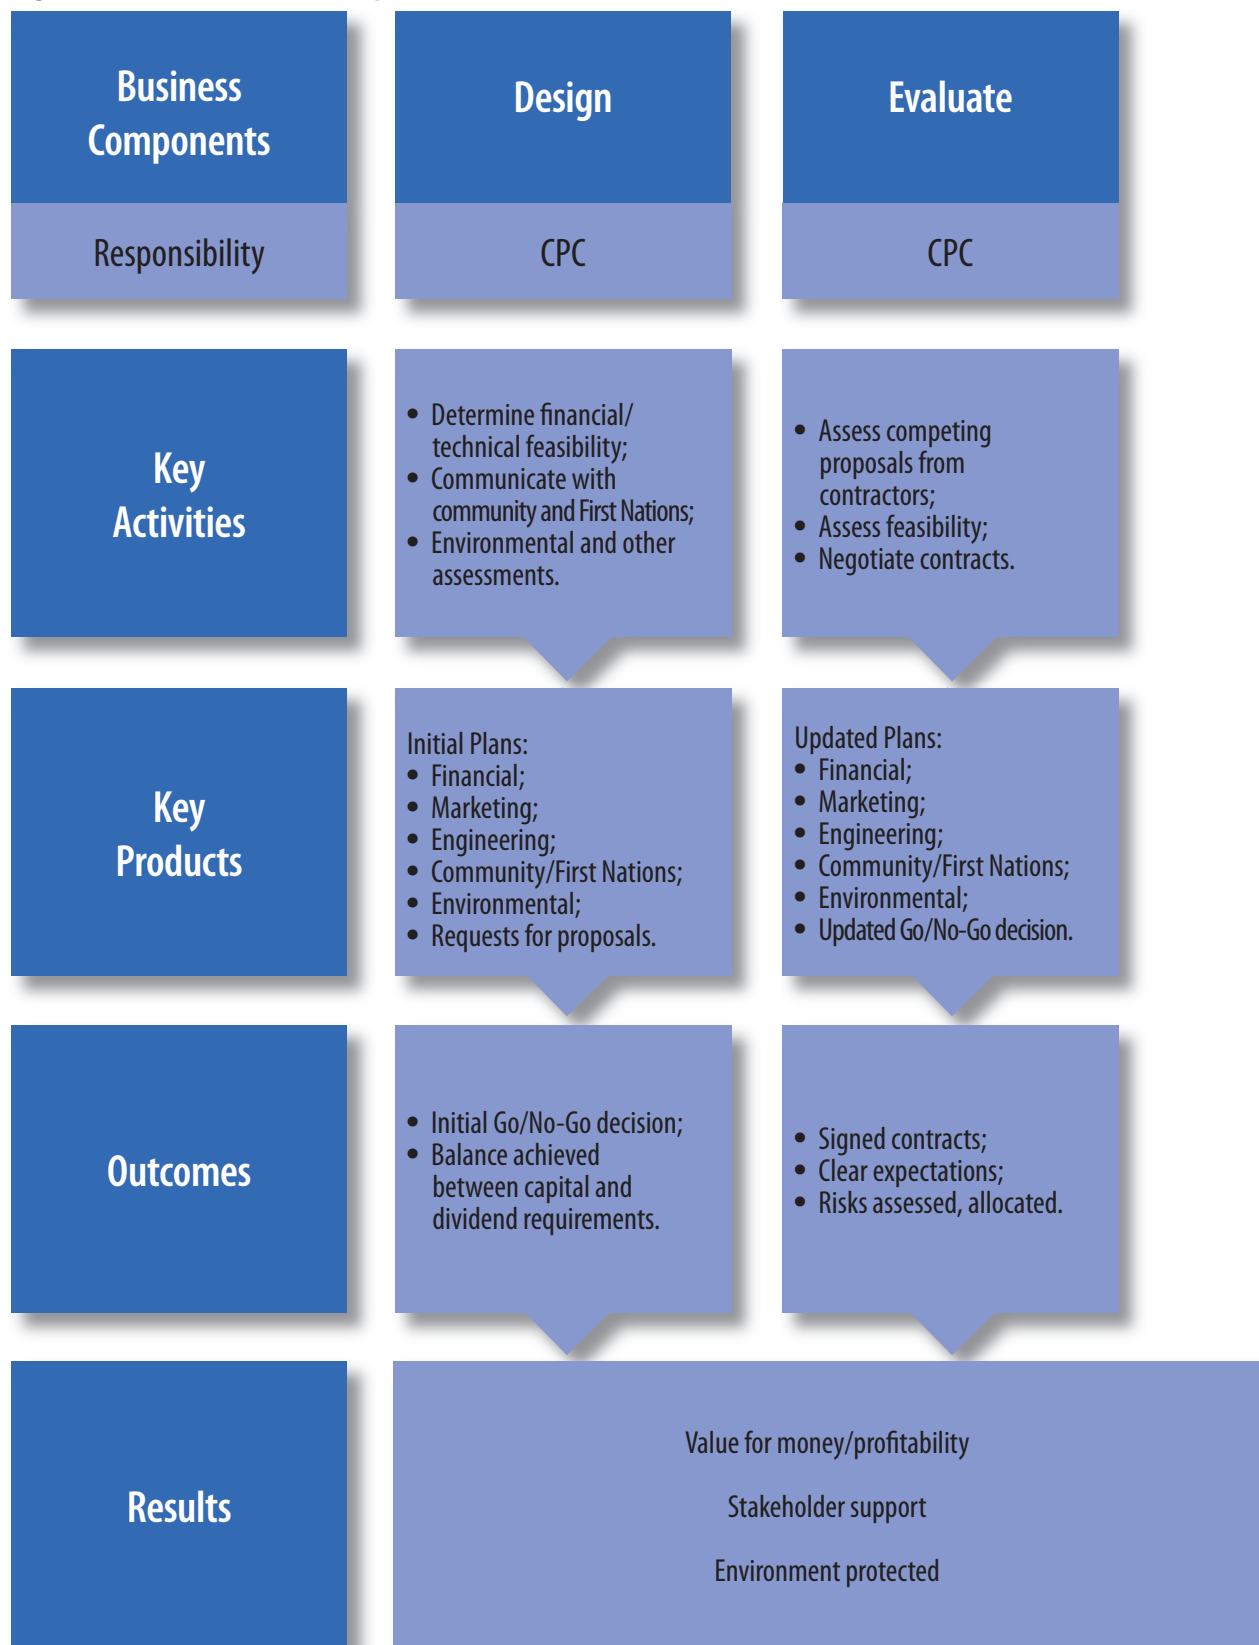 Business
Components
Design
Evaluate
Responsibility
CPC
CPC
Key
Activities
• Determine financial/
technical feasibility;
• Communicate with
community and First Nations;
• Environmental and other
assessments.
• Assess competing
proposals from
contractors;
• Assess feasibility;
• Negotiate contracts.
Key
Products
Initial Plans:
• Financial;
• Marketing;
• Engineering;
• Community/First Nations;
• Environmental;
• Requests for proposals.
Updated Plans:
• Financial;
• Marketing;
• Engineering;
• Community/First Nations;
• Environmental;
• Updated Go/No-Go decision.
Outcomes
• Initial Go/No-Go decision;
• Balance achieved
between capital and
dividend requirements.
• Signed contracts;
• Clear expectations;
• Risks assessed, allocated.
Results
Value for money/profitability
Stakeholder support
Environment protected